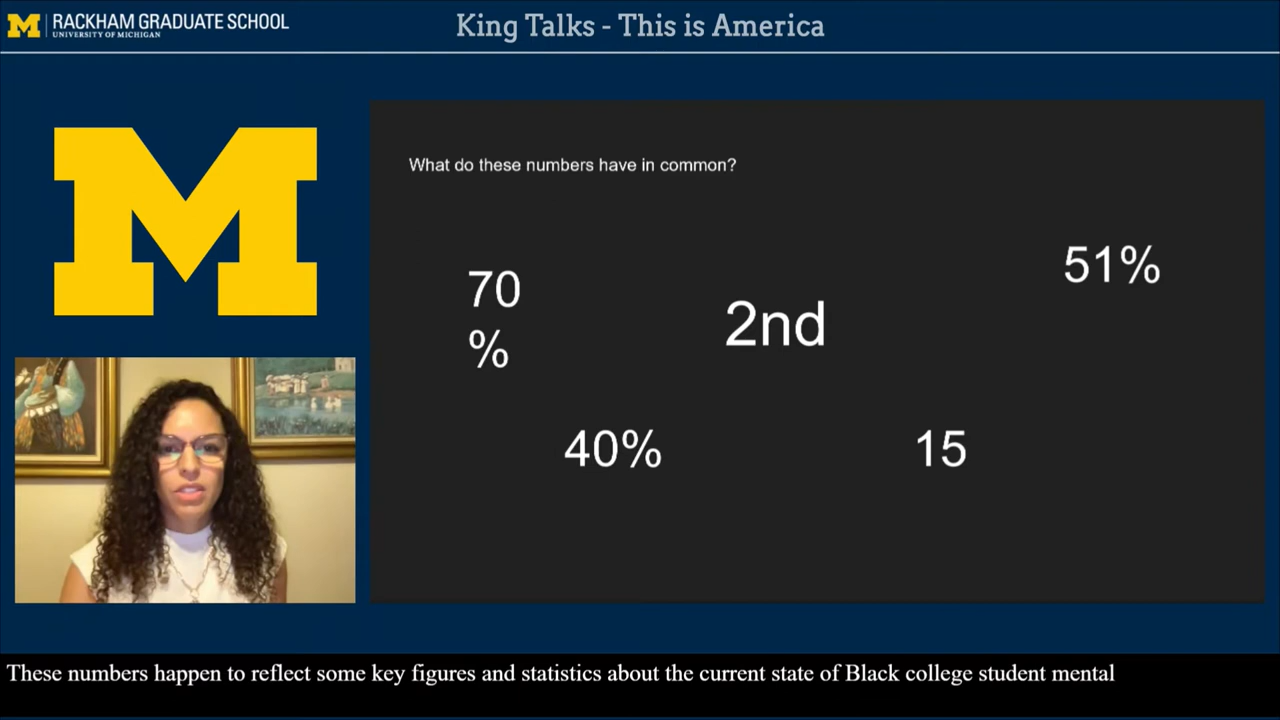 M
RACKHAM GRADUATE SCHOOL
UNIVERSITY OF MICHIGAN
King Talks - This is America
What do these numbers have in common?
70
%
2nd
51%
40%
15
These numbers happen to reflect some key figures and statistics about the current state of Black college student mental